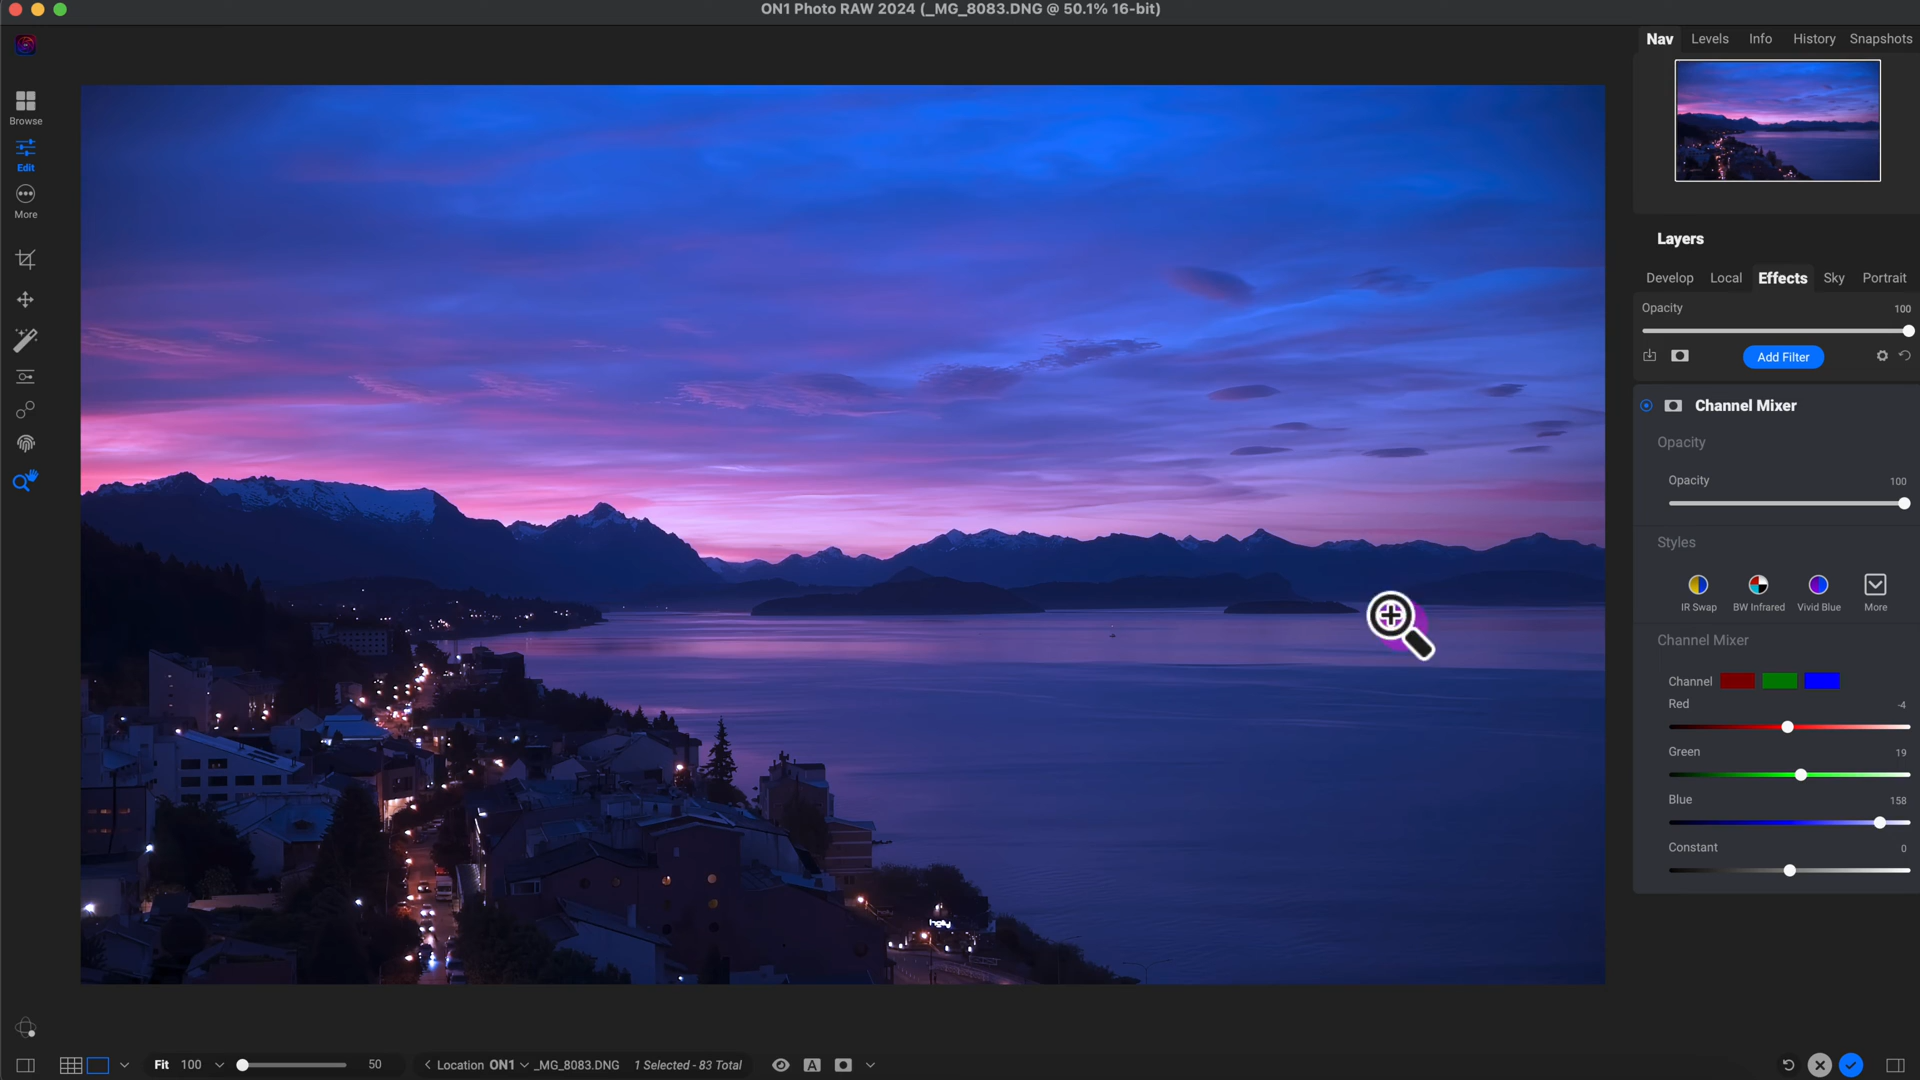 ON1 Photo RAW 2024 (_MG_8083.DNG @ 50.1% 16-bit)
Nav Levels Info History Snapshots
Browse
Edit
More
Layers
Develop Local Effects Sky Portrait
Opacity 100
Add Filter
Channel Mixer
Opacity
Opacity 100
Styles
IR Swap BW Infrared Vivid Blue More
Channel Mixer
Channel
Red -4
Green 19
Blue 158
Constant 0
Fit 100 50 Location ON1 _MG_8083.DNG 1 Selected - 83 Total A